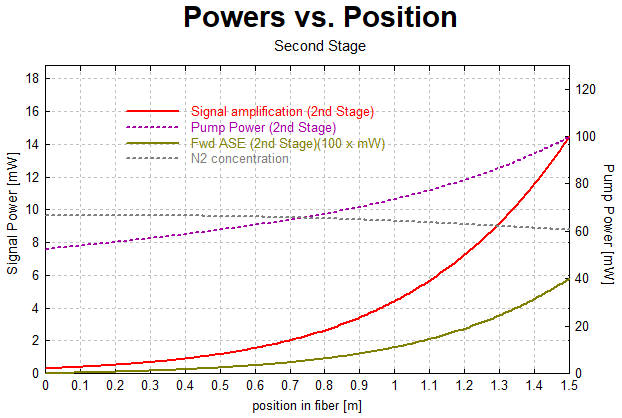 Powers vs. Position
Second Stage
18
16
14
12
10
8
6
4
2
0
Signal Power [mW]
Signal amplification (2nd Stage)
Pump Power (2nd Stage)
Fwd ASE (2nd Stage)(100 x mW)
N2 concentration
120
100
80
60
40
20
0
Pump Power [mW]
0 0.1 0.2 0.3 0.4 0.5 0.6 0.7 0.8 0.9 1 1.1 1.2 1.3 1.4 1.5
position in fiber [m]